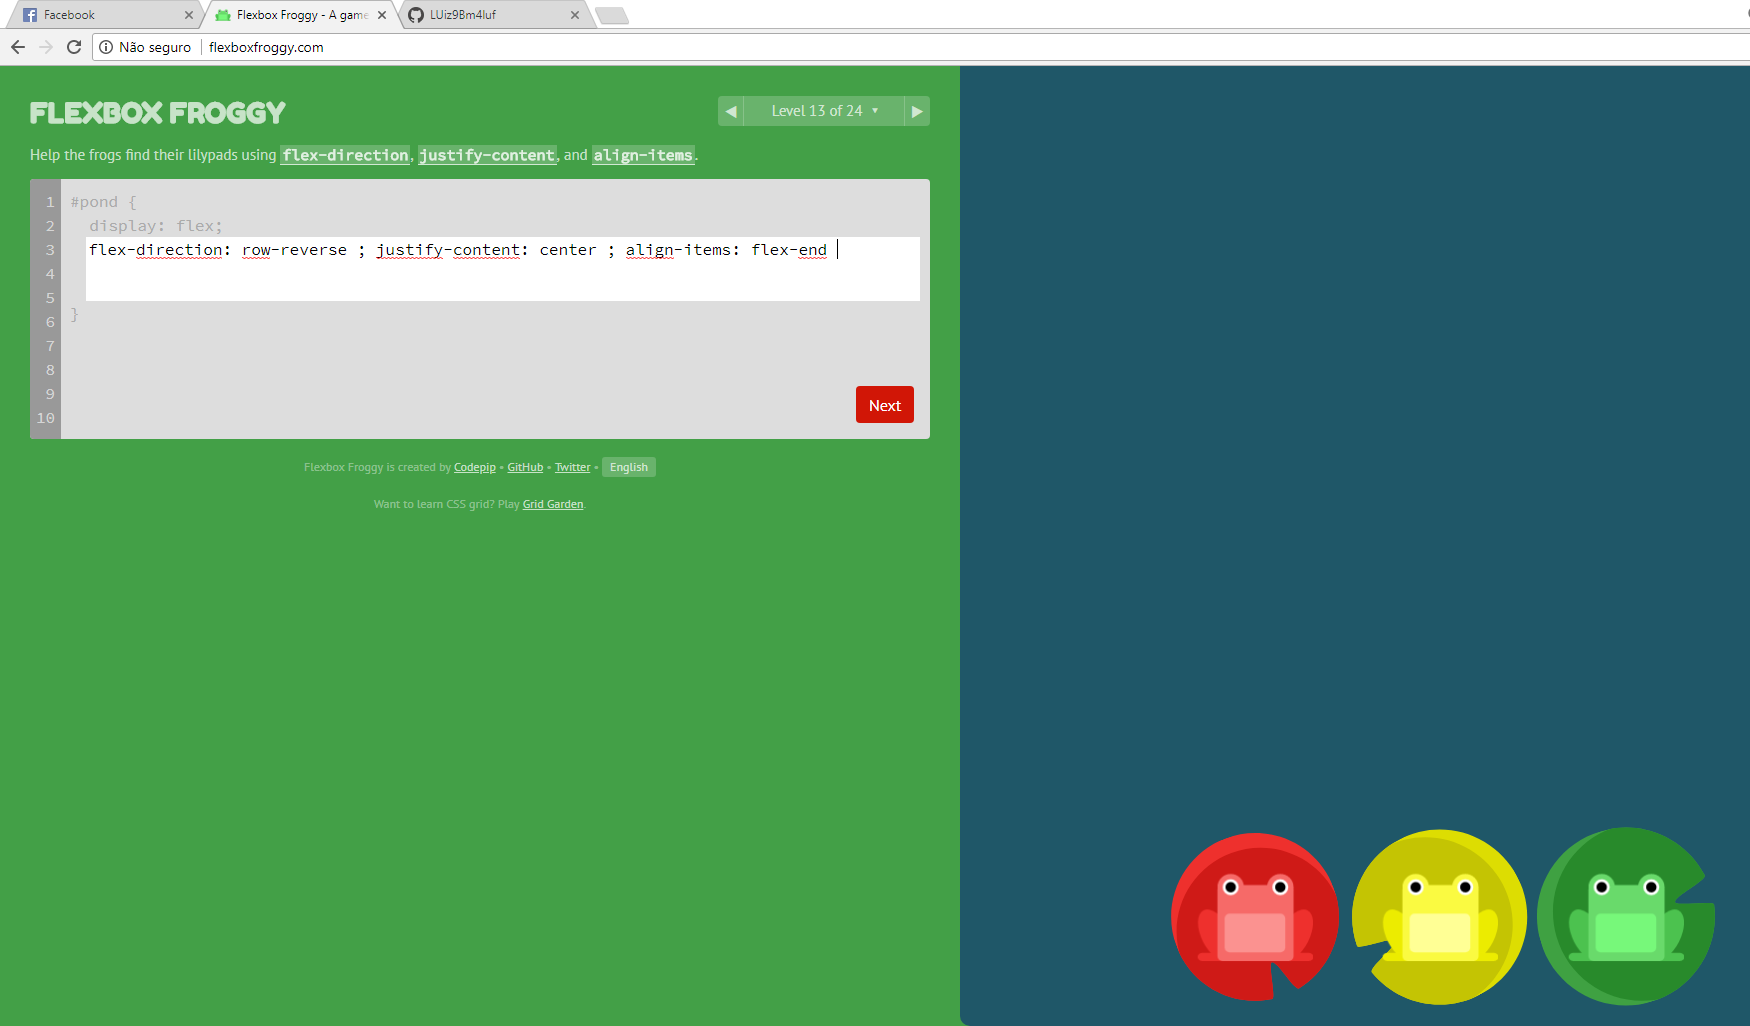 Facebook
Flexbox Froggy - A game
LUiz9Bm4luf
Não seguro flexboxfroggy.com
FLEXBOX FROGGY
◀ Level 13 of 24 ▼ ▶
Help the frogs find their lilypads using flex-direction, justify-content, and align-items.
1 #pond {
2 display: flex;
3 flex-direction: row-reverse ; justify-content: center ; align-items: flex-end
4
5
6 }
7
8
9
10
Next
Flexbox Froggy is created by Codepip • GitHub • Twitter • English
Want to learn CSS grid? Play Grid Garden.